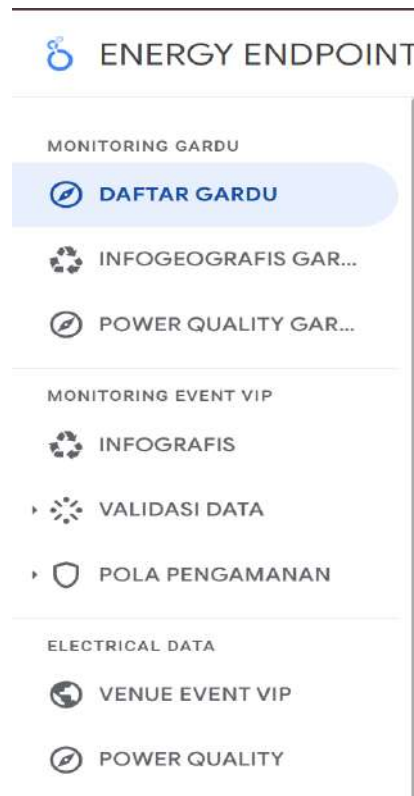 ENERGY ENDPOINT
MONITORING GARDU
DAFTAR GARDU
INFOGEOGRAFIS GAR...
POWER QUALITY GAR...
MONITORING EVENT VIP
INFOGRAFIS
VALIDASI DATA
POLA PENGAMANAN
ELECTRICAL DATA
VENUE EVENT VIP
POWER QUALITY